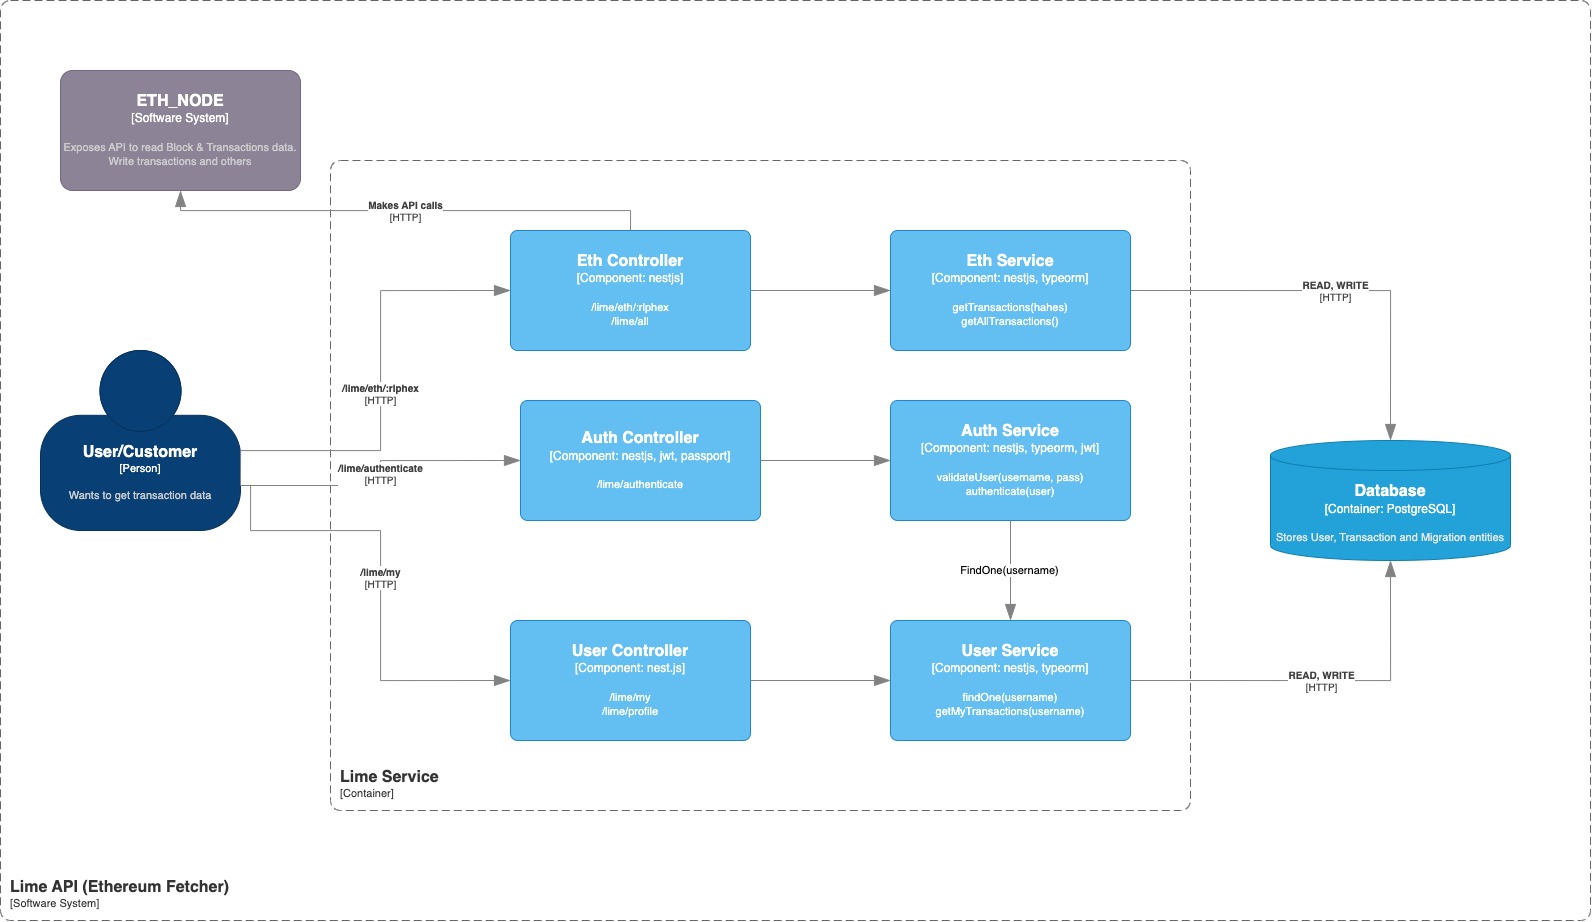 ETH_NODE
[Software System]
Exposes API to read Block & Transactions data.
Write transactions and others
Makes API calls
[HTTP]
Eth Controller
[Component: nestjs]
/lime/eth/:rlphex
/lime/all
Eth Service
[Component: nestjs, typeorm]
getTransactions(hahes)
getAllTransactions()
READ, WRITE
[HTTP]
/lime/eth/:rlphex
[HTTP]
User/Customer
[Person]
Wants to get transaction data
/lime/authenticate
[HTTP]
Auth Controller
[Component: nestjs, jwt, passport]
/lime/authenticate
Auth Service
[Component: nestjs, typeorm, jwt]
validateUser(username, pass)
authenticate(user)
Database
[Container: PostgreSQL]
Stores User, Transaction and Migration entities
/lime/my
[HTTP]
FindOne(username)
User Controller
[Component: nest.js]
/lime/my
/lime/profile
User Service
[Component: nestjs, typeorm]
findOne(username)
getMyTransactions(username)
READ, WRITE
[HTTP]
Lime Service
[Container]
Lime API (Ethereum Fetcher)
[Software System]